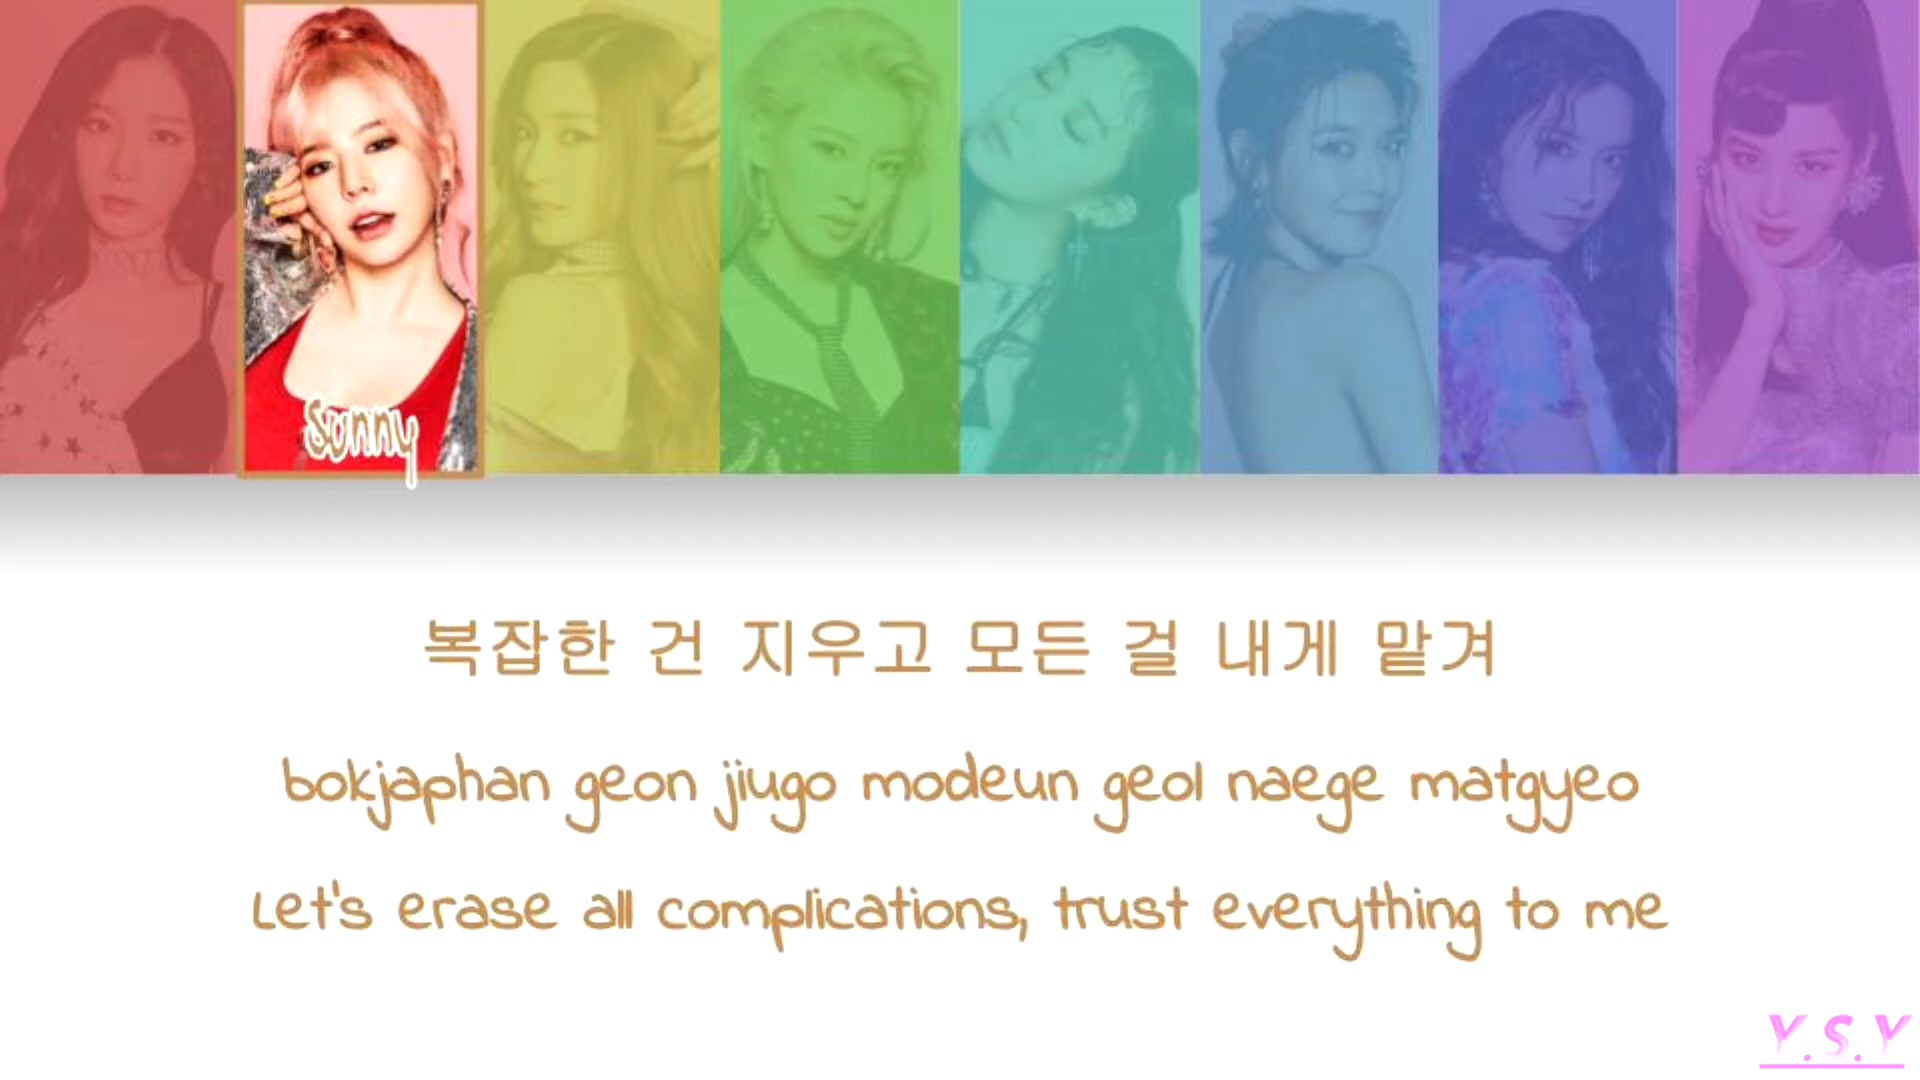 Sunny
복잡한 건 지우고 모든 걸 내게 맡겨
bokjaphan geon jiugo modeun geol naege matgyeo
Let's erase all complications, trust everything to me
Y.S.Y